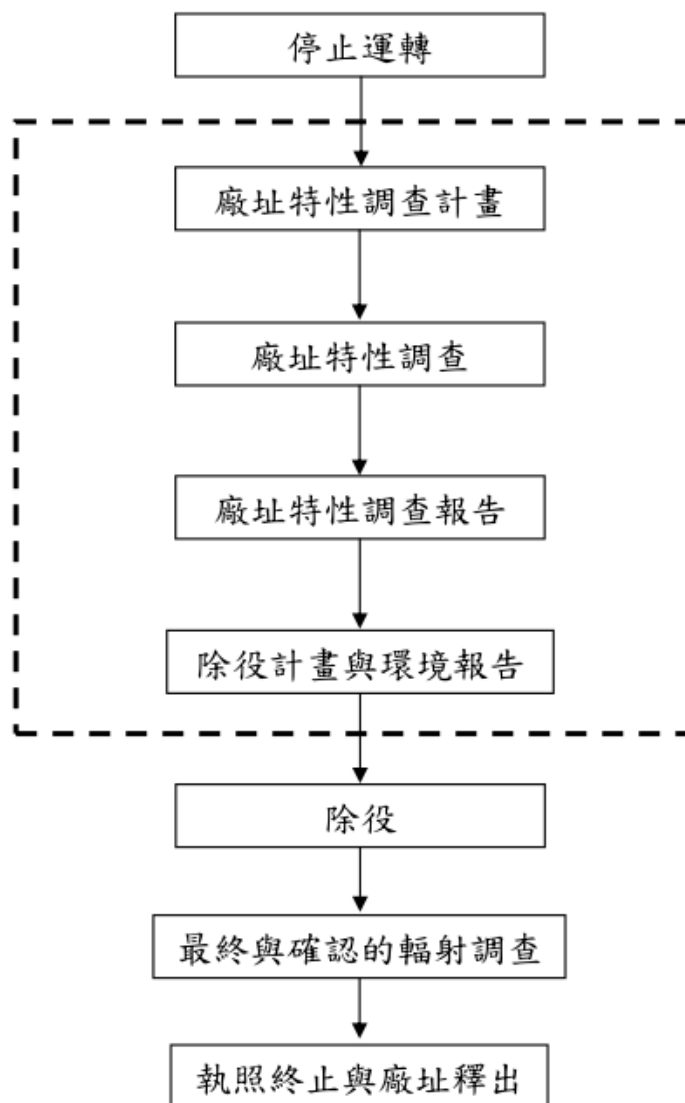 停止運轉
廠址特性調查計畫
廠址特性調查
廠址特性調查報告
除役計畫與環境報告
除役
最終與確認的輻射調查
執照終止與廠址釋出